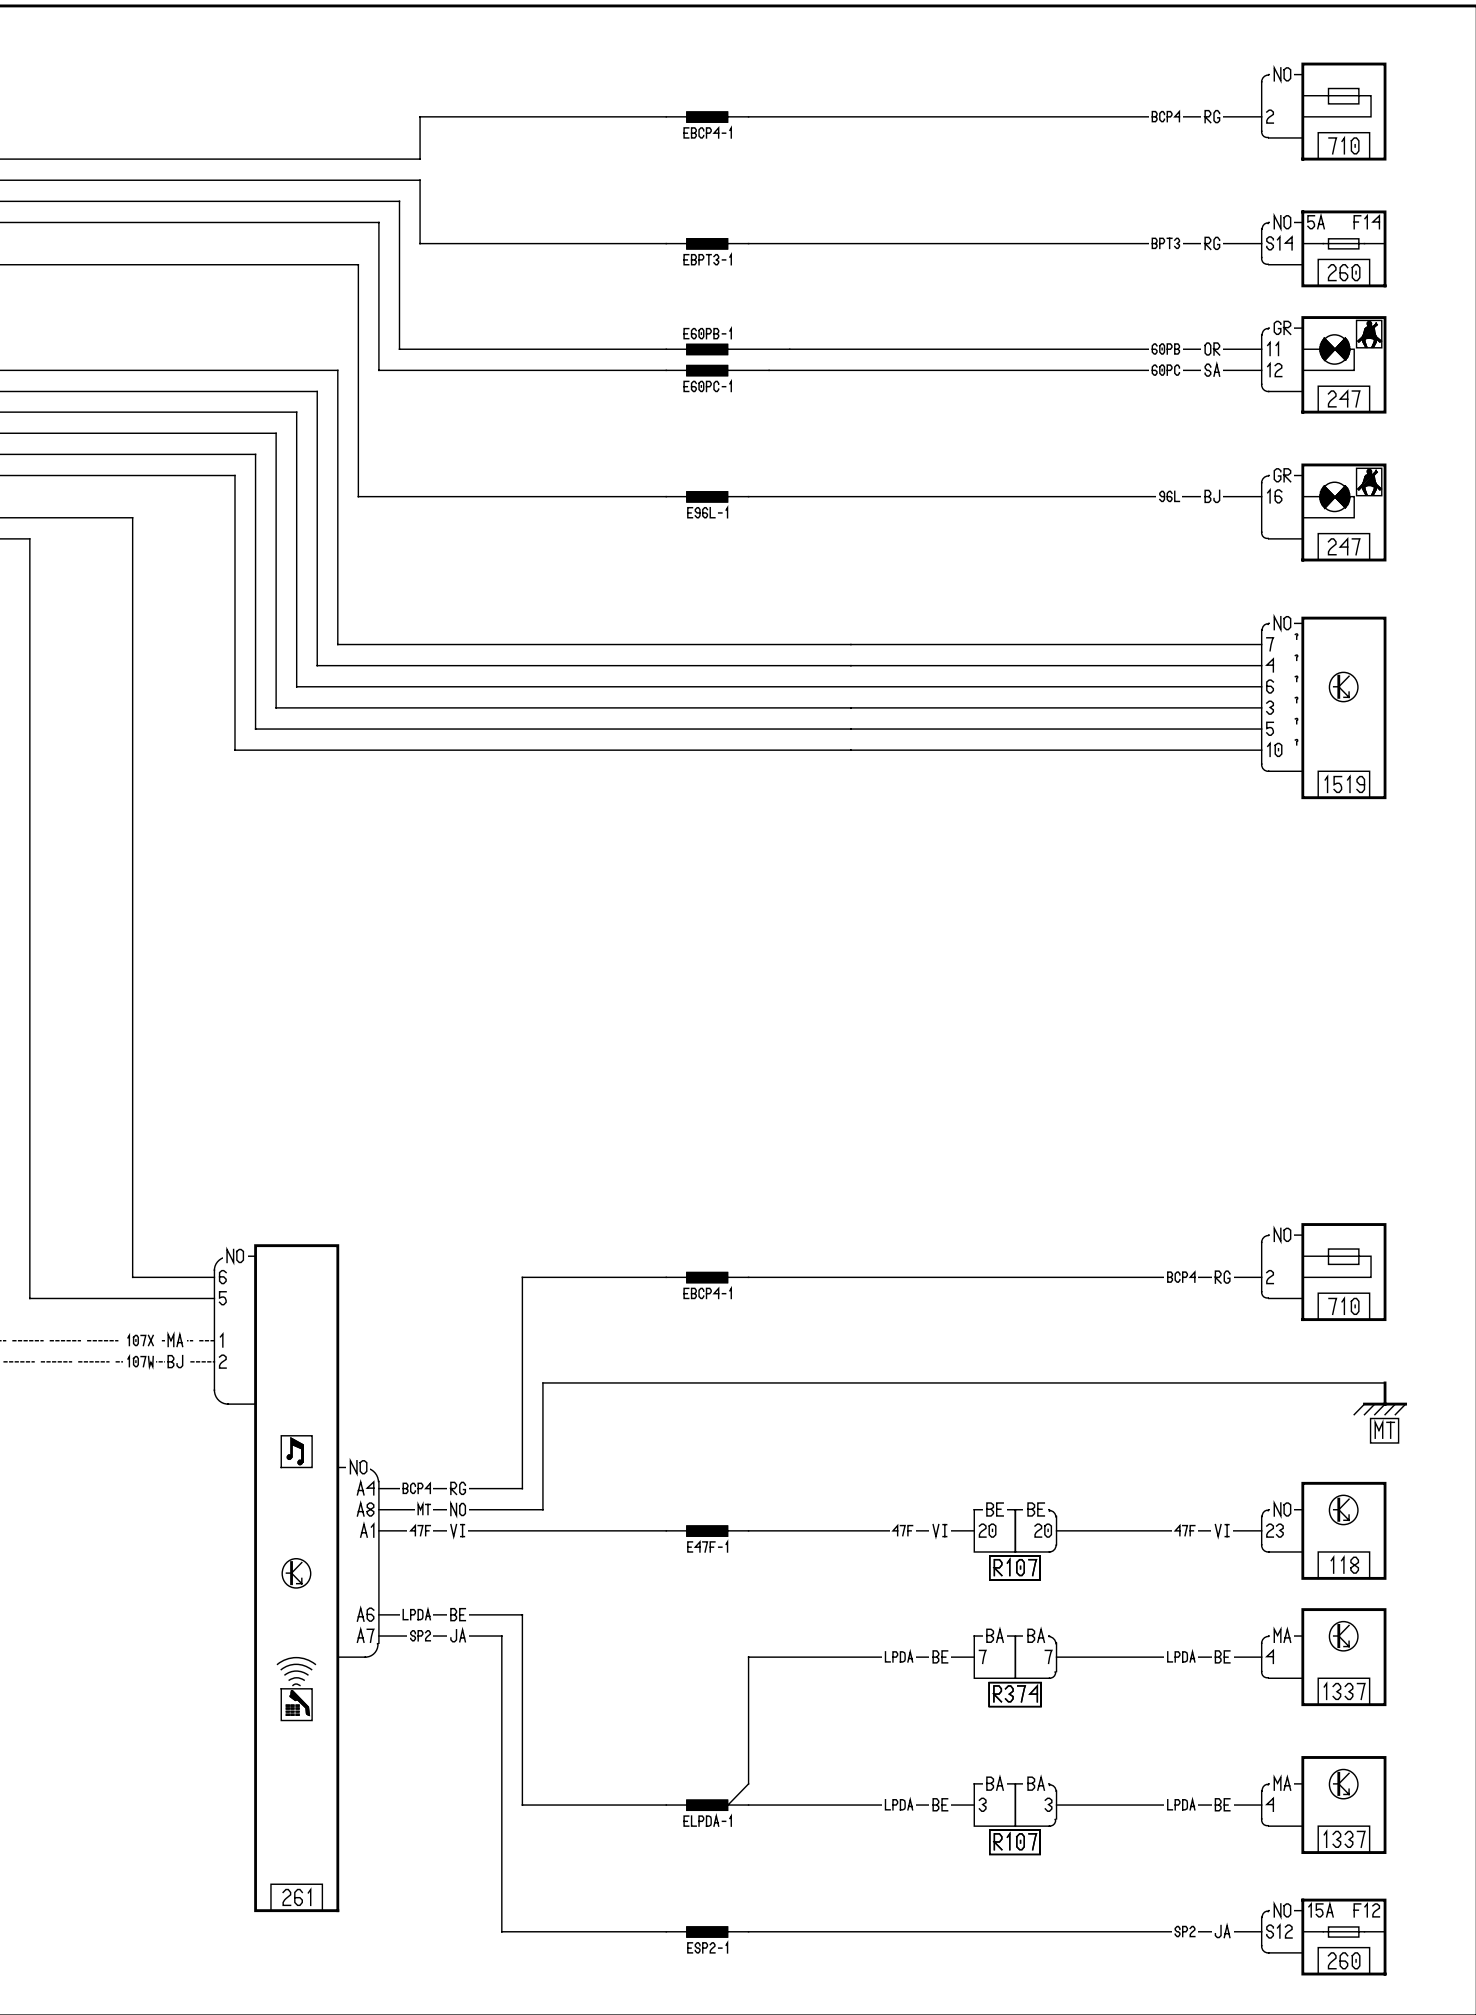 NO
BCP4 RG 2
EBCP4-1
710
NO 5A F14
BPT3 RG S14
EBPT3-1
260
E60PB-1
GR
60PB OR 11
60PC SA 12
E60PC-1
247
GR
96L BJ 16
E96L-1
247
NO
7 ?
4 ?
6 ?
3 ?
5 ?
10 ?
1519
NO
6
5
107X MA 1
107W BJ 2
NO
BCP4 RG 2
EBCP4-1
710
MT
NO
A4 BCP4 RG
A8 MT NO
A1 47F VI
E47F-1
47F VI
BE BE
20 20
R107
47F VI
NO
23
118
A6 LPDA BE
A7 SP2 JA
LPDA BE
BA BA
7 7
R374
LPDA BE
MA
4
1337
ELPDA-1
LPDA BE
BA BA
3 3
R107
LPDA BE
MA
4
1337
261
ESP2-1
SP2 JA
NO 15A F12
S12
260